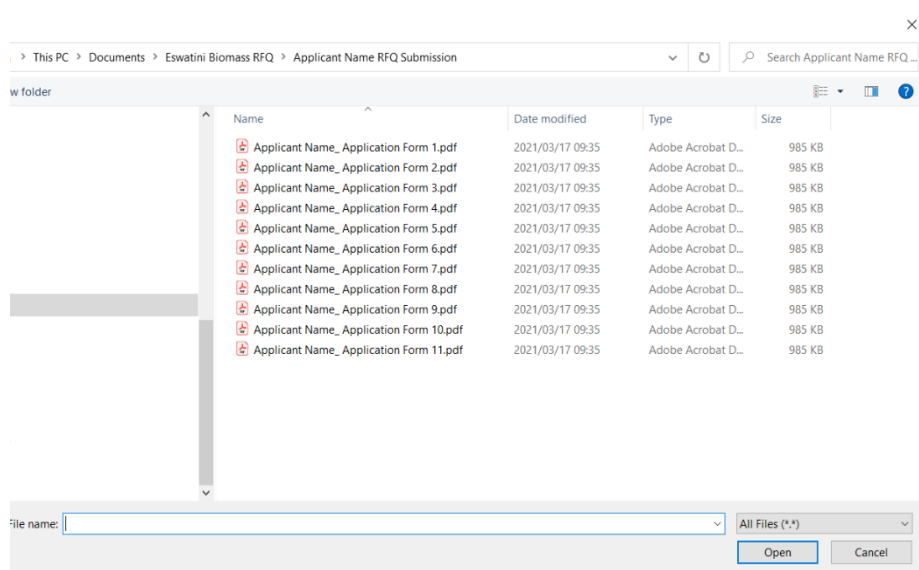 > This PC > Documents > Eswatini Biomass RFQ > Applicant Name RFQ Submission
Search Applicant Name RFQ ...
w folder
Name Date modified Type Size
Applicant Name_ Application Form 1.pdf 2021/03/17 09:35 Adobe Acrobat D... 985 KB
Applicant Name_ Application Form 2.pdf 2021/03/17 09:35 Adobe Acrobat D... 985 KB
Applicant Name_ Application Form 3.pdf 2021/03/17 09:35 Adobe Acrobat D... 985 KB
Applicant Name_ Application Form 4.pdf 2021/03/17 09:35 Adobe Acrobat D... 985 KB
Applicant Name_ Application Form 5.pdf 2021/03/17 09:35 Adobe Acrobat D... 985 KB
Applicant Name_ Application Form 6.pdf 2021/03/17 09:35 Adobe Acrobat D... 985 KB
Applicant Name_ Application Form 7.pdf 2021/03/17 09:35 Adobe Acrobat D... 985 KB
Applicant Name_ Application Form 8.pdf 2021/03/17 09:35 Adobe Acrobat D... 985 KB
Applicant Name_ Application Form 9.pdf 2021/03/17 09:35 Adobe Acrobat D... 985 KB
Applicant Name_ Application Form 10.pdf 2021/03/17 09:35 Adobe Acrobat D... 985 KB
Applicant Name_ Application Form 11.pdf 2021/03/17 09:35 Adobe Acrobat D... 985 KB
File name: All Files (*.*)
Open Cancel